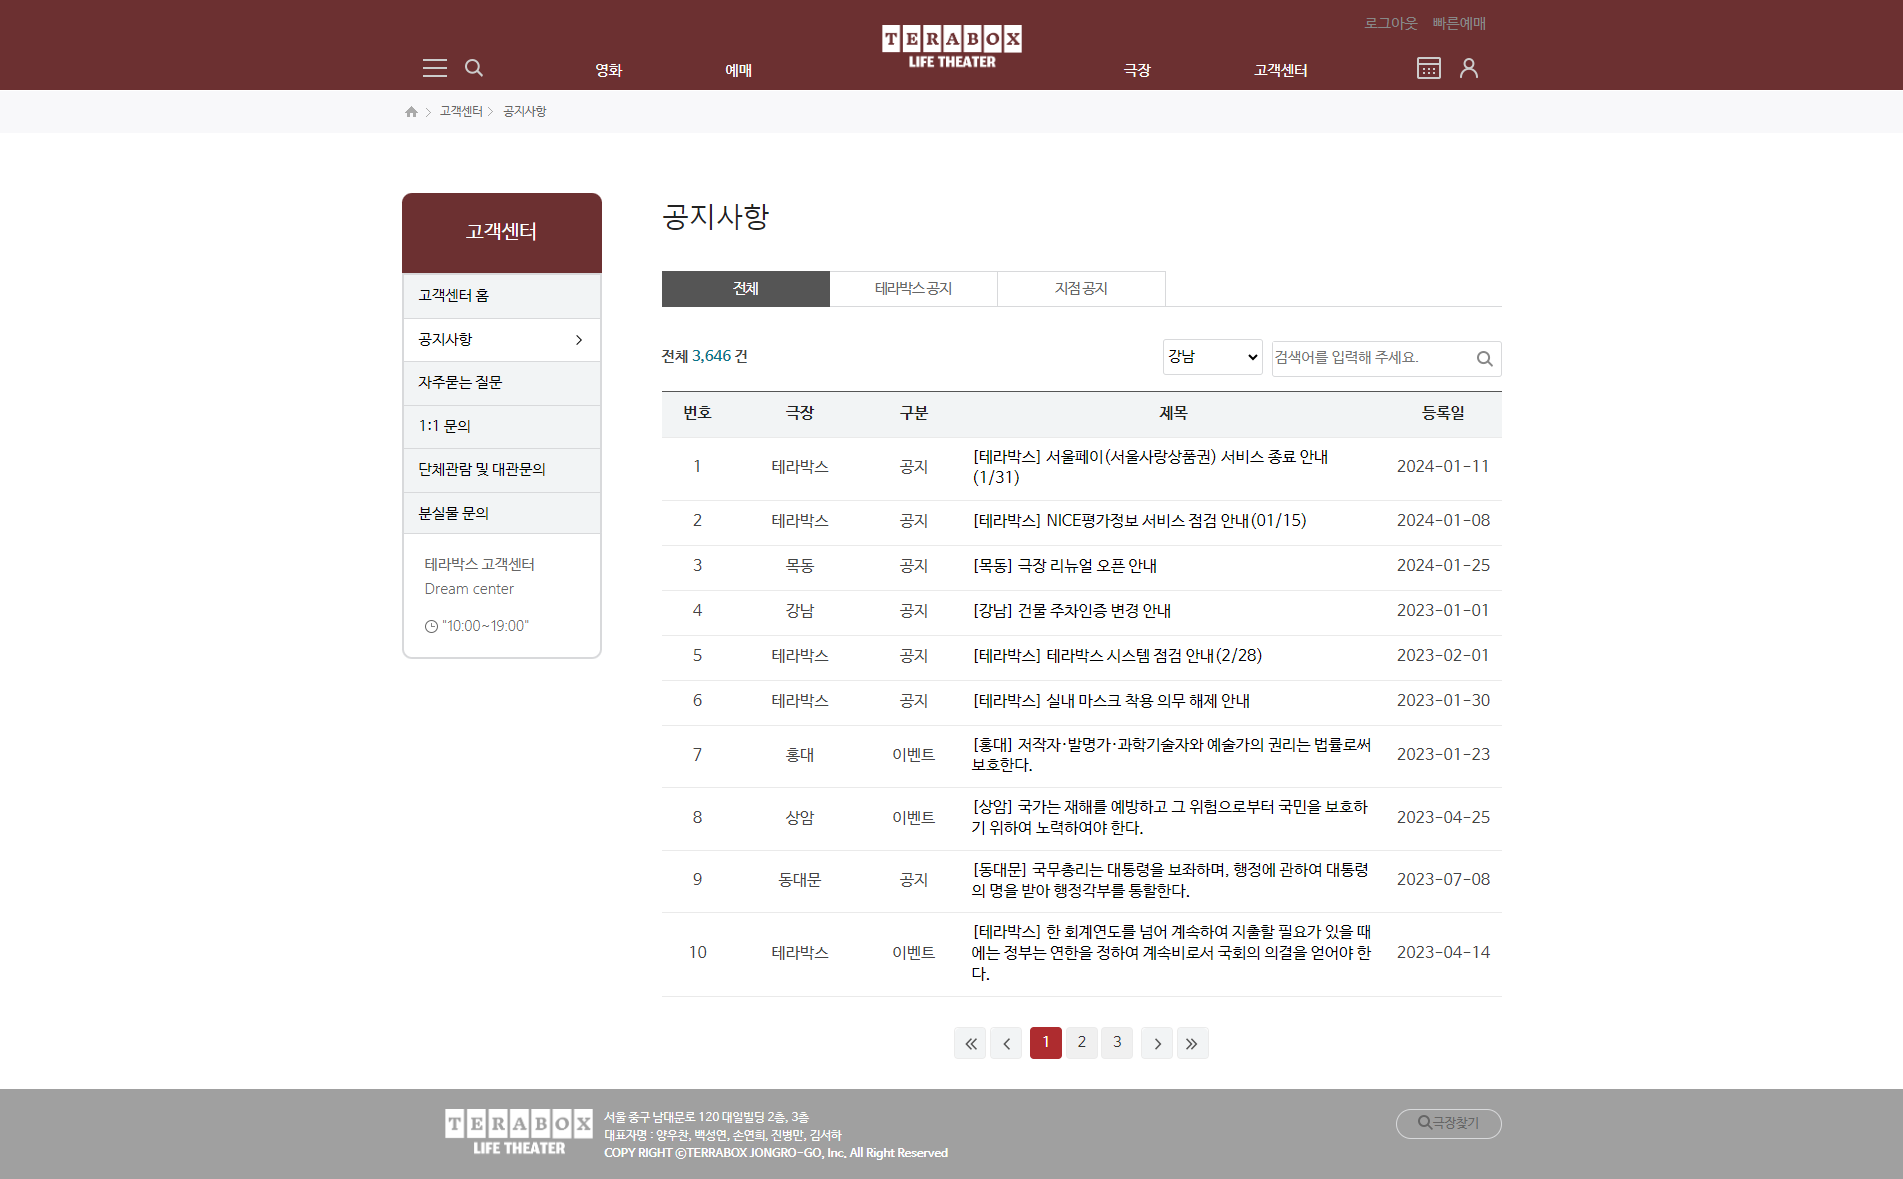 로그아웃 빠른예매
TERABOX
LIFE THEATER
영화 예매 극장 고객센터
고객센터 공지사항
고객센터
고객센터 홈
공지사항
자주묻는 질문
1:1 문의
단체관람 및 대관문의
분실물 문의
테라박스 고객센터
Dream center
"10:00~19:00"
공지사항
전체 테라박스 공지 지점 공지
전체 3,646 건
강남 검색어를 입력해 주세요.
번호 극장 구분 제목 등록일
1 테라박스 공지 [테라박스] 서울페이(서울사랑상품권) 서비스 종료 안내
(1/31) 2024-01-11
2 테라박스 공지 [테라박스] NICE평가정보 서비스 점검 안내(01/15) 2024-01-08
3 목동 공지 [목동] 극장 리뉴얼 오픈 안내 2024-01-25
4 강남 공지 [강남] 건물 주차인증 변경 안내 2023-01-01
5 테라박스 공지 [테라박스] 테라박스 시스템 점검 안내(2/28) 2023-02-01
6 테라박스 공지 [테라박스] 실내 마스크 착용 의무 해제 안내 2023-01-30
7 홍대 이벤트 [홍대] 저작자·발명가·과학기술자와 예술가의 권리는 법률로써
보호한다. 2023-01-23
8 상암 이벤트 [상암] 국가는 재해를 예방하고 그 위험으로부터 국민을 보호하
기 위하여 노력하여야 한다. 2023-04-25
9 동대문 공지 [동대문] 국무총리는 대통령을 보좌하며, 행정에 관하여 대통령
의 명을 받아 행정각부를 통할한다. 2023-07-08
10 테라박스 이벤트 [테라박스] 한 회계연도를 넘어 계속하여 지출할 필요가 있을 때
에는 정부는 연한을 정하여 계속비로서 국회의 의결을 얻어야 한
다. 2023-04-14
1 2 3
TERABOX
LIFE THEATER
서울 중구 남대문로 120 대일빌딩 2층, 3층
대표자명 : 양우찬, 백성연, 손연희, 진병만, 김서하
COPY RIGHT ©TERRABOX JONGRO-GO, Inc. All Right Reserved
극장찾기